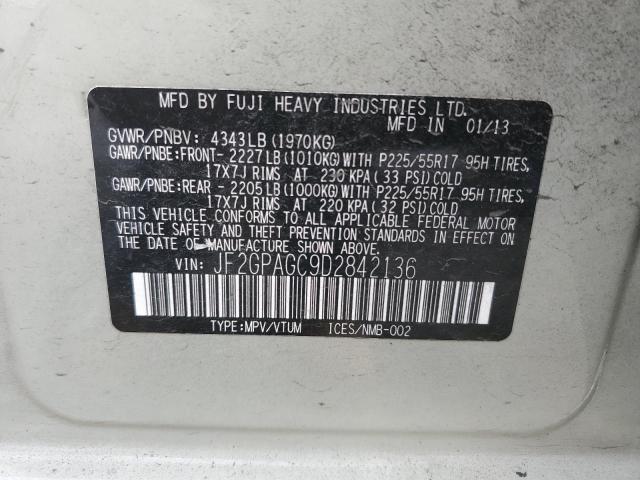 MFD BY FUJI HEAVY INDUSTRIES LTD.
MFD IN 01/13
GVWR/PNBV: 4343LB(1970KG)
GAWR/PNBE:FRONT- 2227LB(1010KG)WITH P225/55R17 95H TIRES,
17X7J RIMS AT 230 KPA(33 PSI)COLD
GAWR/PNBE:REAR - 2205LB(1000KG)WITH P225/55R17 95H TIRES,
17X7J RIMS AT 220 KPA(32 PSI)COLD
THIS VEHICLE CONFORMS TO ALL APPLICABLE FEDERAL MOTOR
VEHICLE SAFETY AND THEFT PREVENTION STANDARDS IN EFFECT ON
THE DATE OF MANUFACTURE SHOWN ABOVE.
VIN: JF2GPAGC9D2842136
TYPE:MPV/VTUM ICES/NMB-002